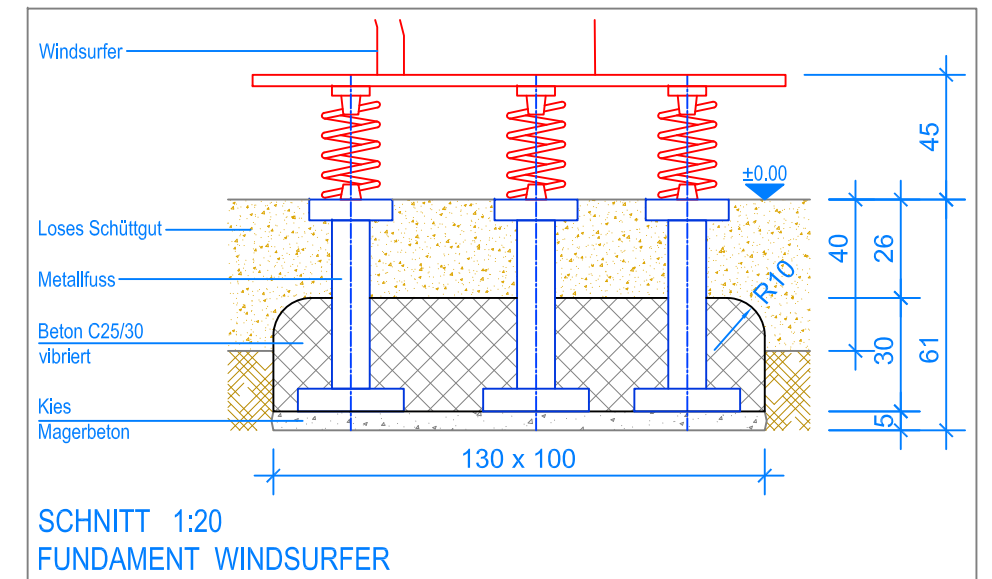 Windsurfer
45
±0.00
Loses Schüttgut
40
26
Metallfuss
R10
Beton C25/30
vibriert
30
61
Kies
Magerbeton
5
130 x 100
SCHNITT 1:20
FUNDAMENT WINDSURFER